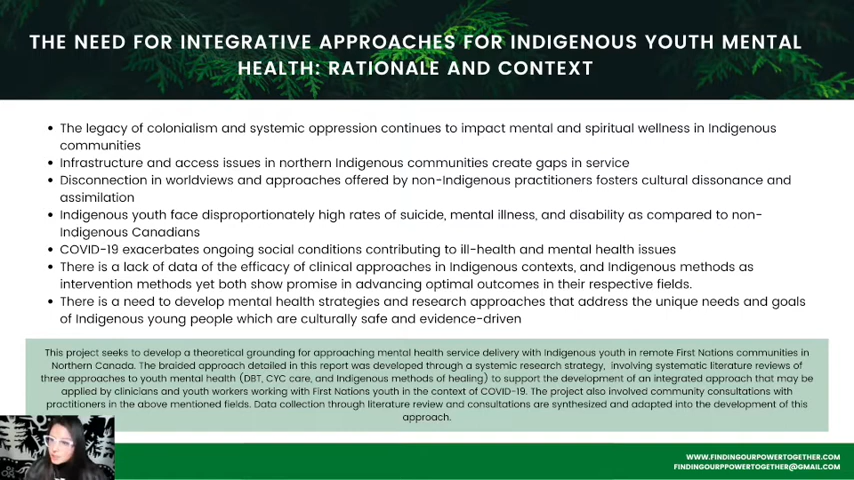 THE NEED FOR INTEGRATIVE APPROACHES FOR INDIGENOUS YOUTH MENTAL
HEALTH: RATIONALE AND CONTEXT
• The legacy of colonialism and systemic oppression continues to impact mental and spiritual wellness in Indigenous
communities
• Infrastructure and access issues in northern Indigenous communities create gaps in service
• Disconnection in worldviews and approaches offered by non-Indigenous practitioners fosters cultural dissonance and
assimilation
• Indigenous youth face disproportionately high rates of suicide, mental illness, and disability as compared to non-
Indigenous Canadians
• COVID-19 exacerbates ongoing social conditions contributing to ill-health and mental health issues
• There is a lack of data of the efficacy of clinical approaches in Indigenous contexts, and Indigenous methods as
intervention methods yet both show promise in advancing optimal outcomes in their respective fields.
• There is a need to develop mental health strategies and research approaches that address the unique needs and goals
of Indigenous young people which are culturally safe and evidence-driven
This project seeks to develop a theoretical grounding for approaching mental health service delivery with Indigenous youth in remote First Nations communities in
Northern Canada. The braided approach detailed in this report was developed through a systemic research strategy, involving systematic literature reviews of
three approaches to youth mental health (DBT, CYC care, and Indigenous methods of healing) to support the development of an integrated approach that may be
applied by clinicians and youth workers working with First Nations youth in the context of COVID-19. The project also involved community consultations with
practitioners in the above mentioned fields. Data collection through literature review and consultations are synthesized and adapted into the development of this
approach.
WWW.FINDINGOURPOWERTOGETHER.COM
FINDINGOURPPOWERTOGETHER@GMAIL.COM